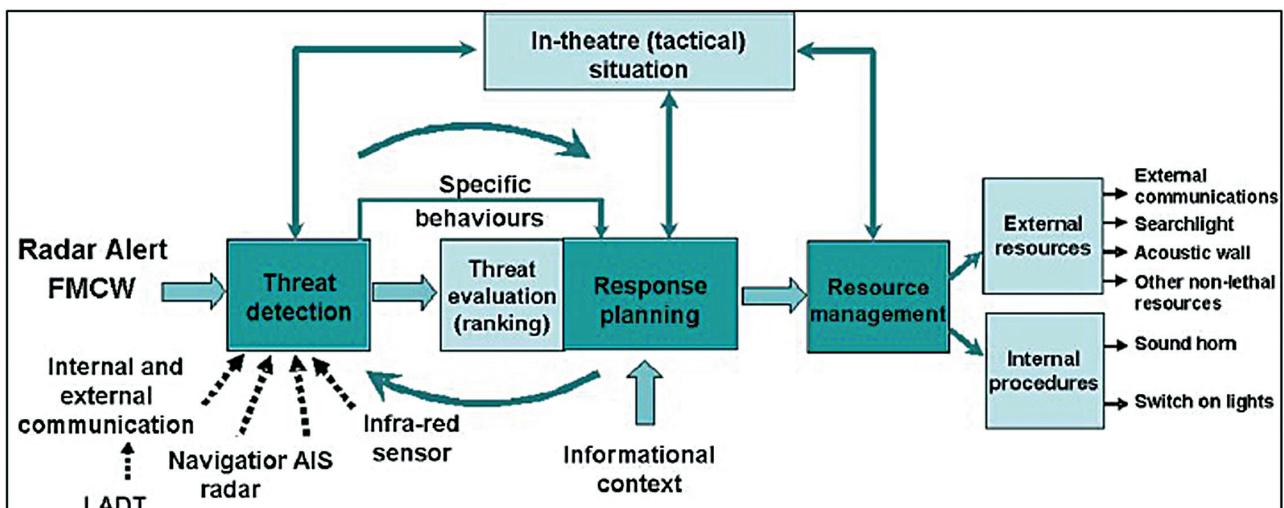 In-theatre (tactical)
situation
Specific
behaviours
Radar Alert
FMCW
Threat
detection
Threat
evaluation
(ranking)
Response
planning
Resource
management
External
resources
External
communications
Searchlight
Acoustic wall
Other non-lethal
resources
Internal
procedures
Sound horn
Switch on lights
Internal and
external
communication
Navigatior AIS
radar
Infra-red
sensor
Informational
context